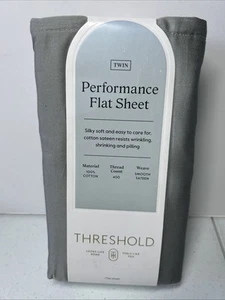 TWIN
Performance
Flat Sheet
Silky soft and easy to care for,
cotton sateen resists wrinkling,
shrinking and pilling
Material
100%
COTTON
Thread
Count
400
Weave
SMOOTH
SATEEN
THRESHOLD